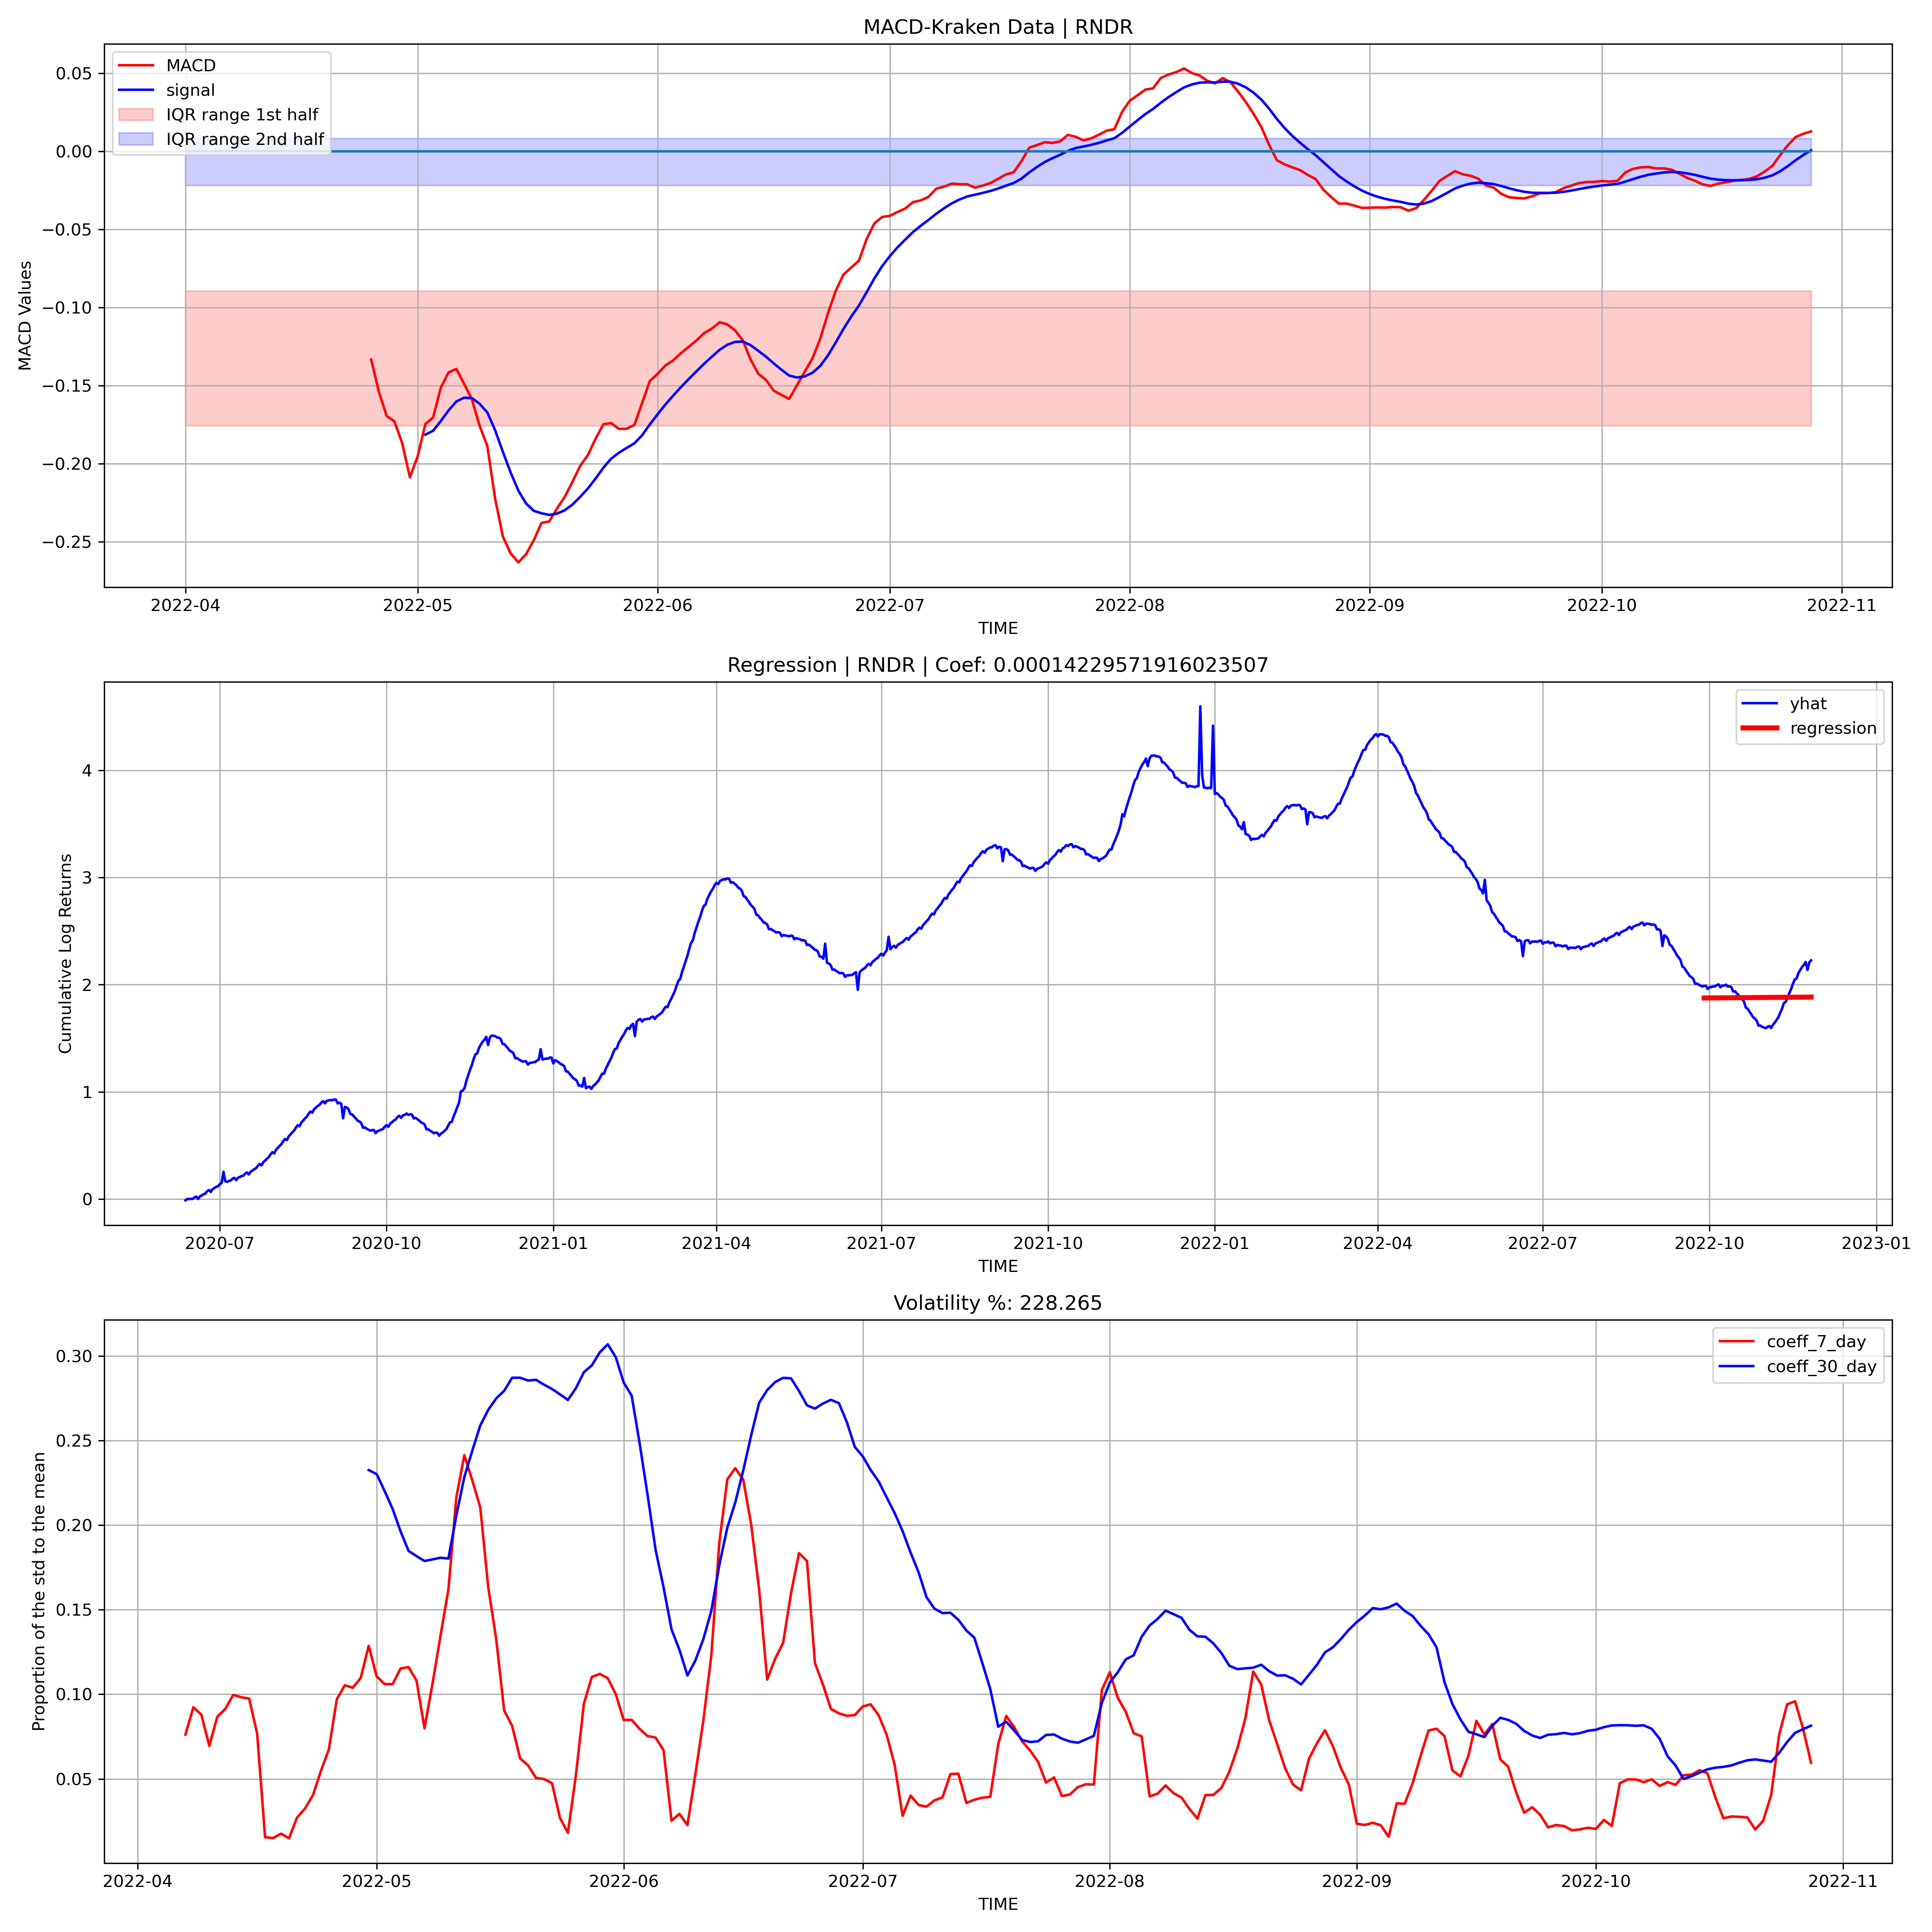 MACD-Kraken Data | RNDR
MACD
signal
IQR range 1st half
IQR range 2nd half
MACD Values
0.05
0.00
−0.05
−0.10
−0.15
−0.20
−0.25
2022-04 2022-05 2022-06 2022-07 2022-08 2022-09 2022-10 2022-11
TIME
Regression | RNDR | Coef: 0.00014229571916023507
yhat
regression
Cumulative Log Returns
4
3
2
1
0
2020-07 2020-10 2021-01 2021-04 2021-07 2021-10 2022-01 2022-04 2022-07 2022-10 2023-01
TIME
Volatility %: 228.265
coeff_7_day
coeff_30_day
Proportion of the std to the mean
0.30
0.25
0.20
0.15
0.10
0.05
2022-04 2022-05 2022-06 2022-07 2022-08 2022-09 2022-10 2022-11
TIME